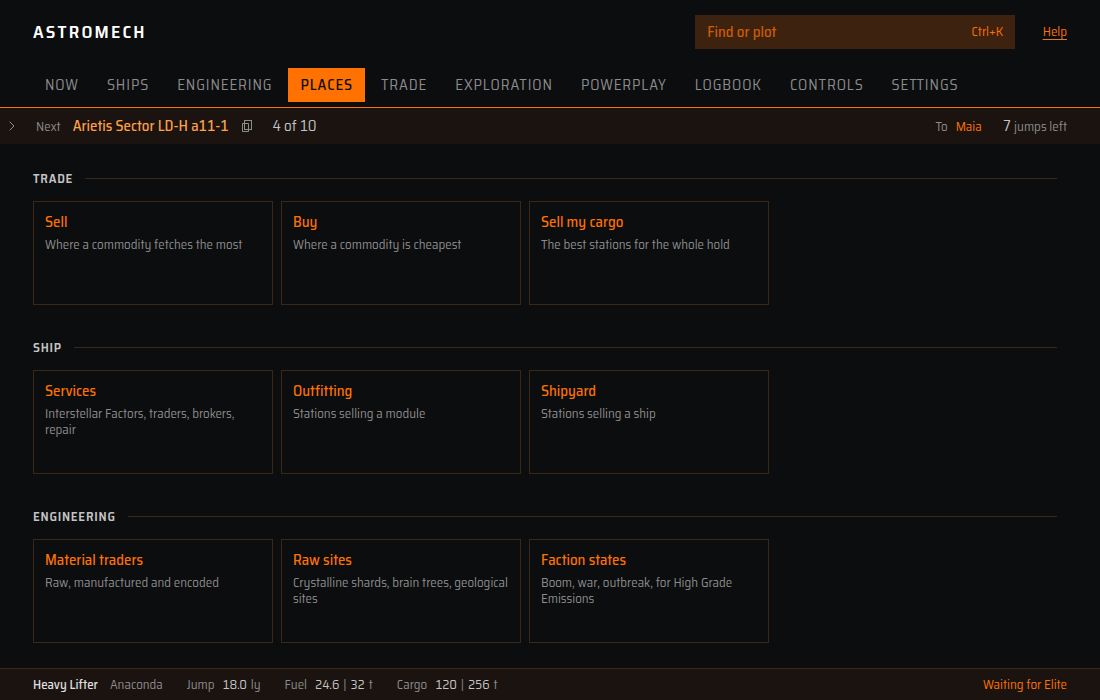 ASTROMECH
Find or plot Ctrl+K Help
NOW SHIPS ENGINEERING PLACES TRADE EXPLORATION POWERPLAY LOGBOOK CONTROLS SETTINGS
Next Arietis Sector LD-H a11-1 4 of 10 To Maia 7 jumps left
TRADE
Sell Buy Sell my cargo
Where a commodity fetches the most Where a commodity is cheapest The best stations for the whole hold
SHIP
Services Outfitting Shipyard
Interstellar Factors, traders, brokers, Stations selling a module Stations selling a ship
repair
ENGINEERING
Material traders Raw sites Faction states
Raw, manufactured and encoded Crystalline shards, brain trees, geological Boom, war, outbreak, for High Grade
sites Emissions
Heavy Lifter Anaconda Jump 18.0 ly Fuel 24.6 | 32 t Cargo 120 | 256 t Waiting for Elite